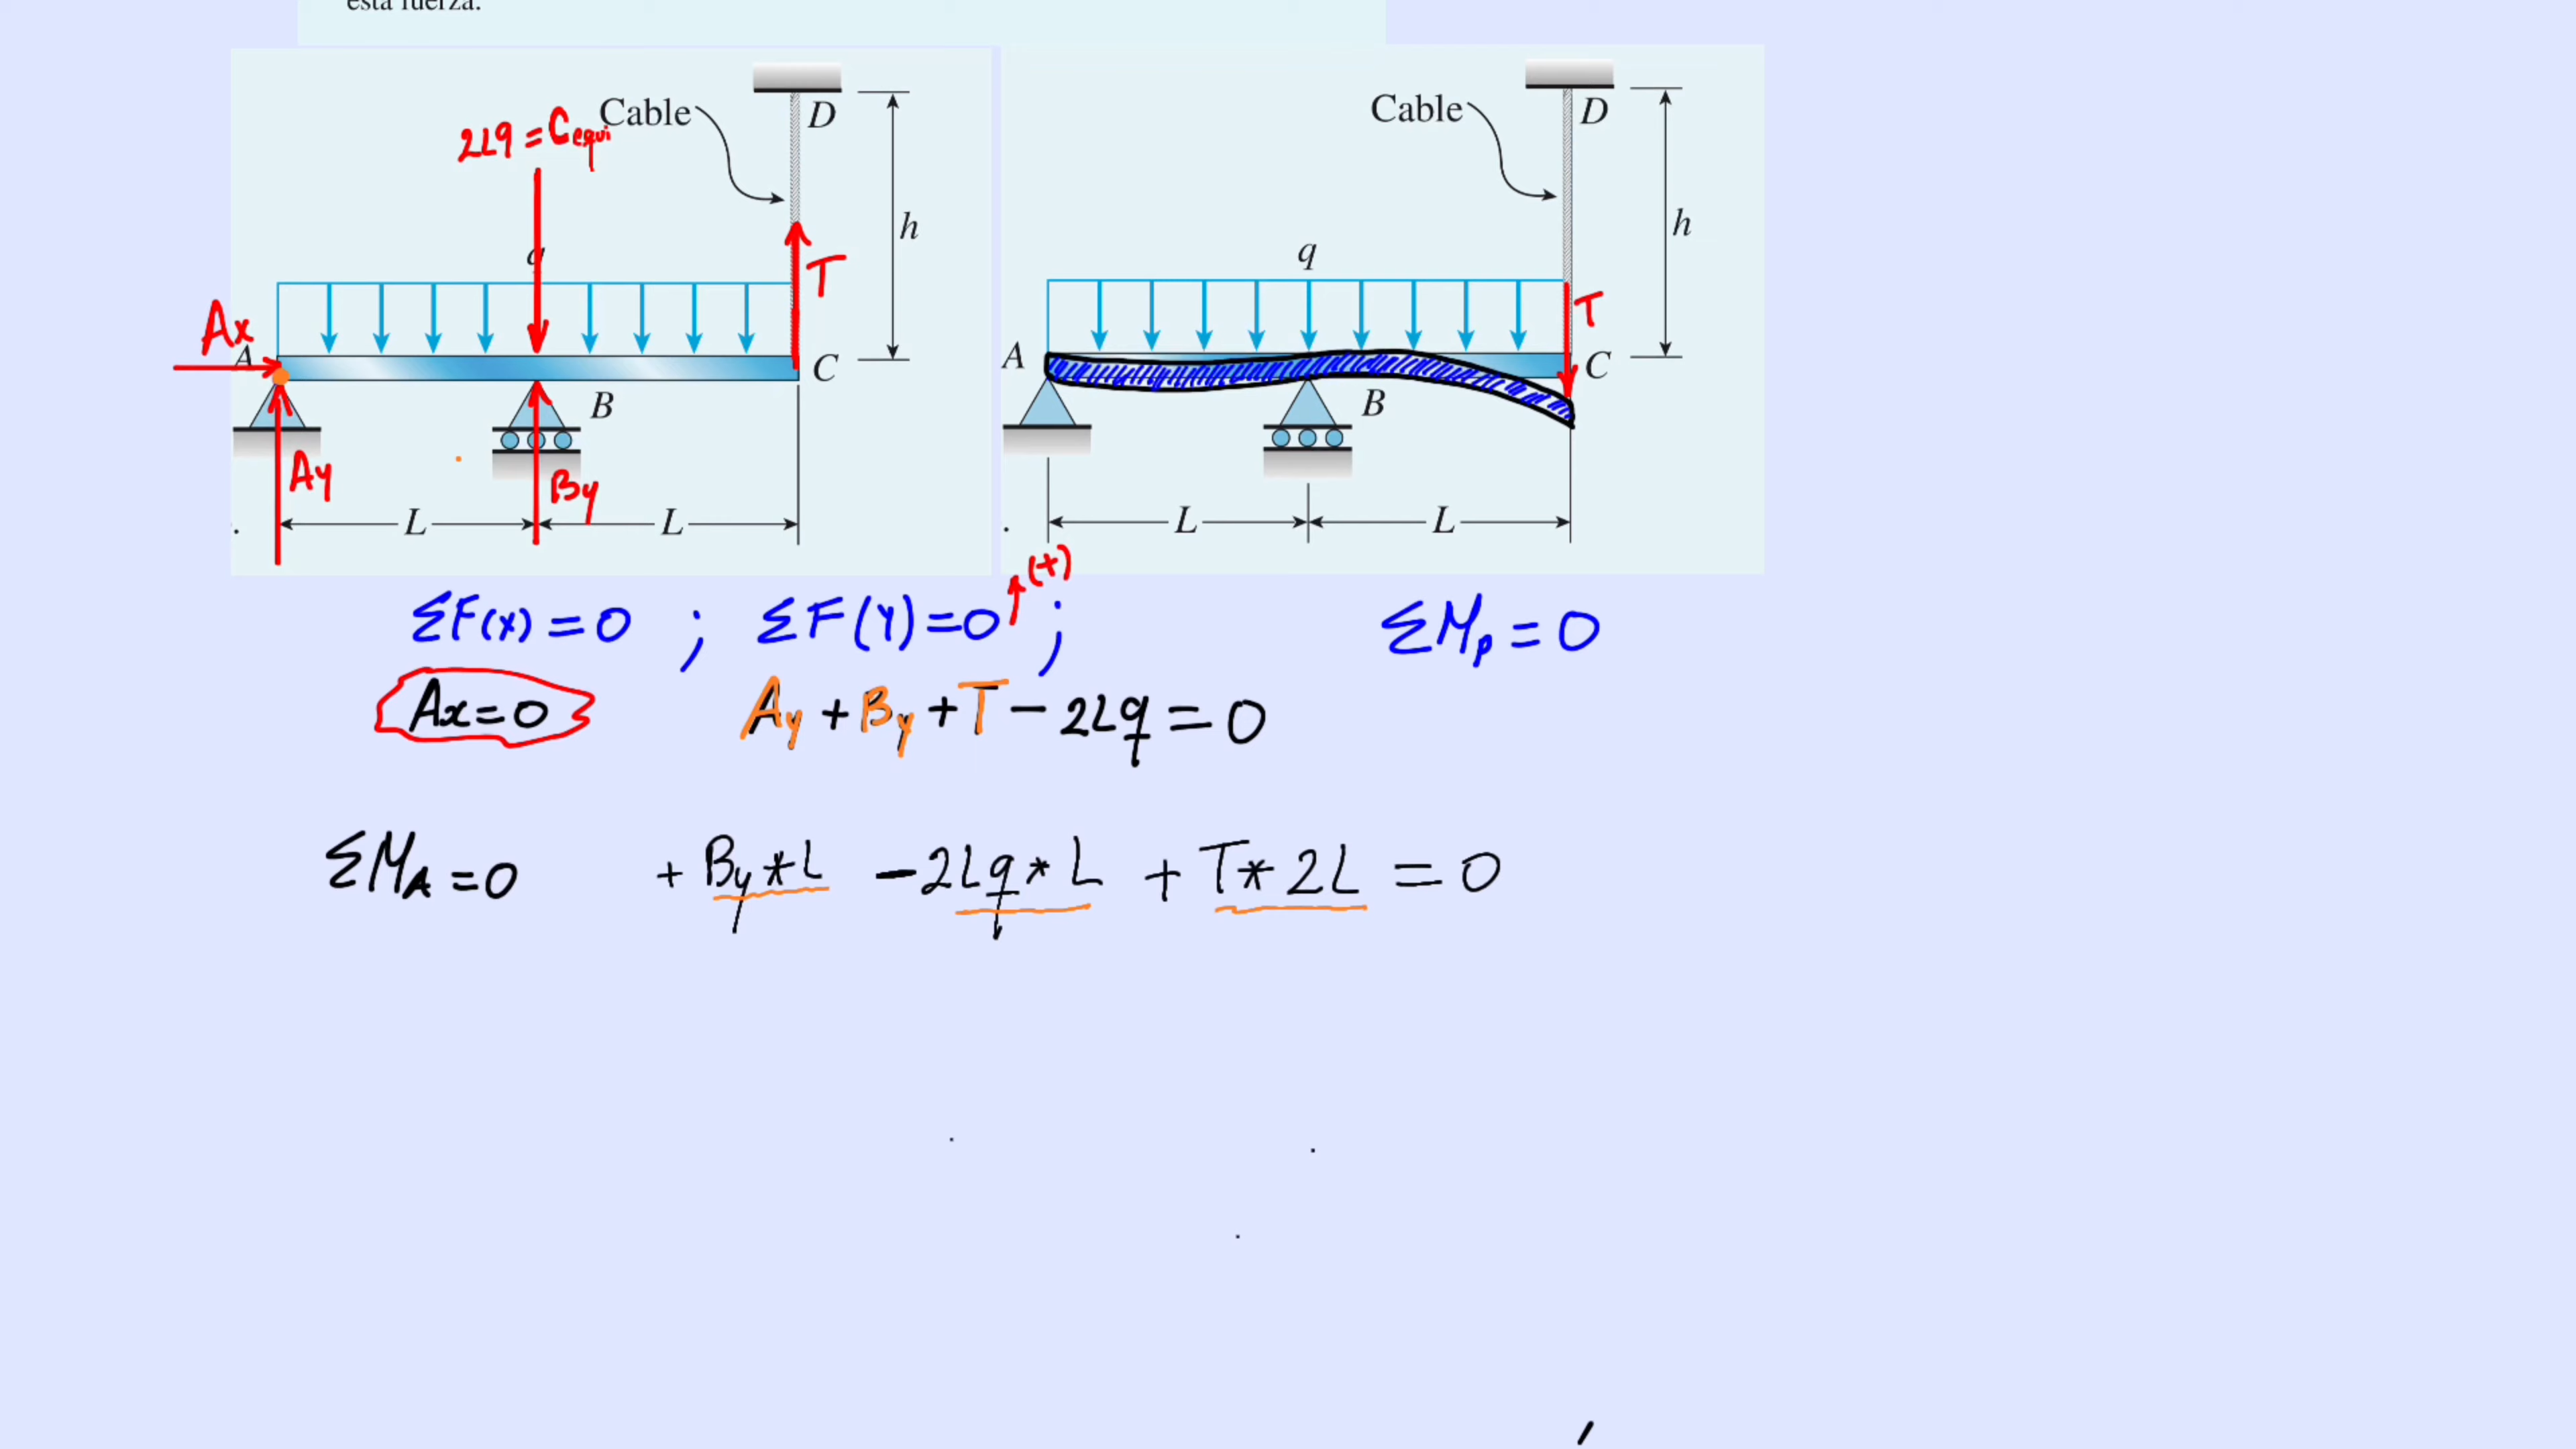 esta fuerza.
2Lq = Cequi
Cable
D
h
q
T
Ax
A
C
B
Ay
By
L
L
.
Cable
D
h
q
T
A
C
B
L
L
.
ΣF(x) = 0 ; ΣF(Y) = 0 ↑(+) ; ΣMp = 0
Ax = 0
Ay + By + T - 2Lq = 0
ΣMA = 0 + By * L - 2Lq * L + T * 2L = 0